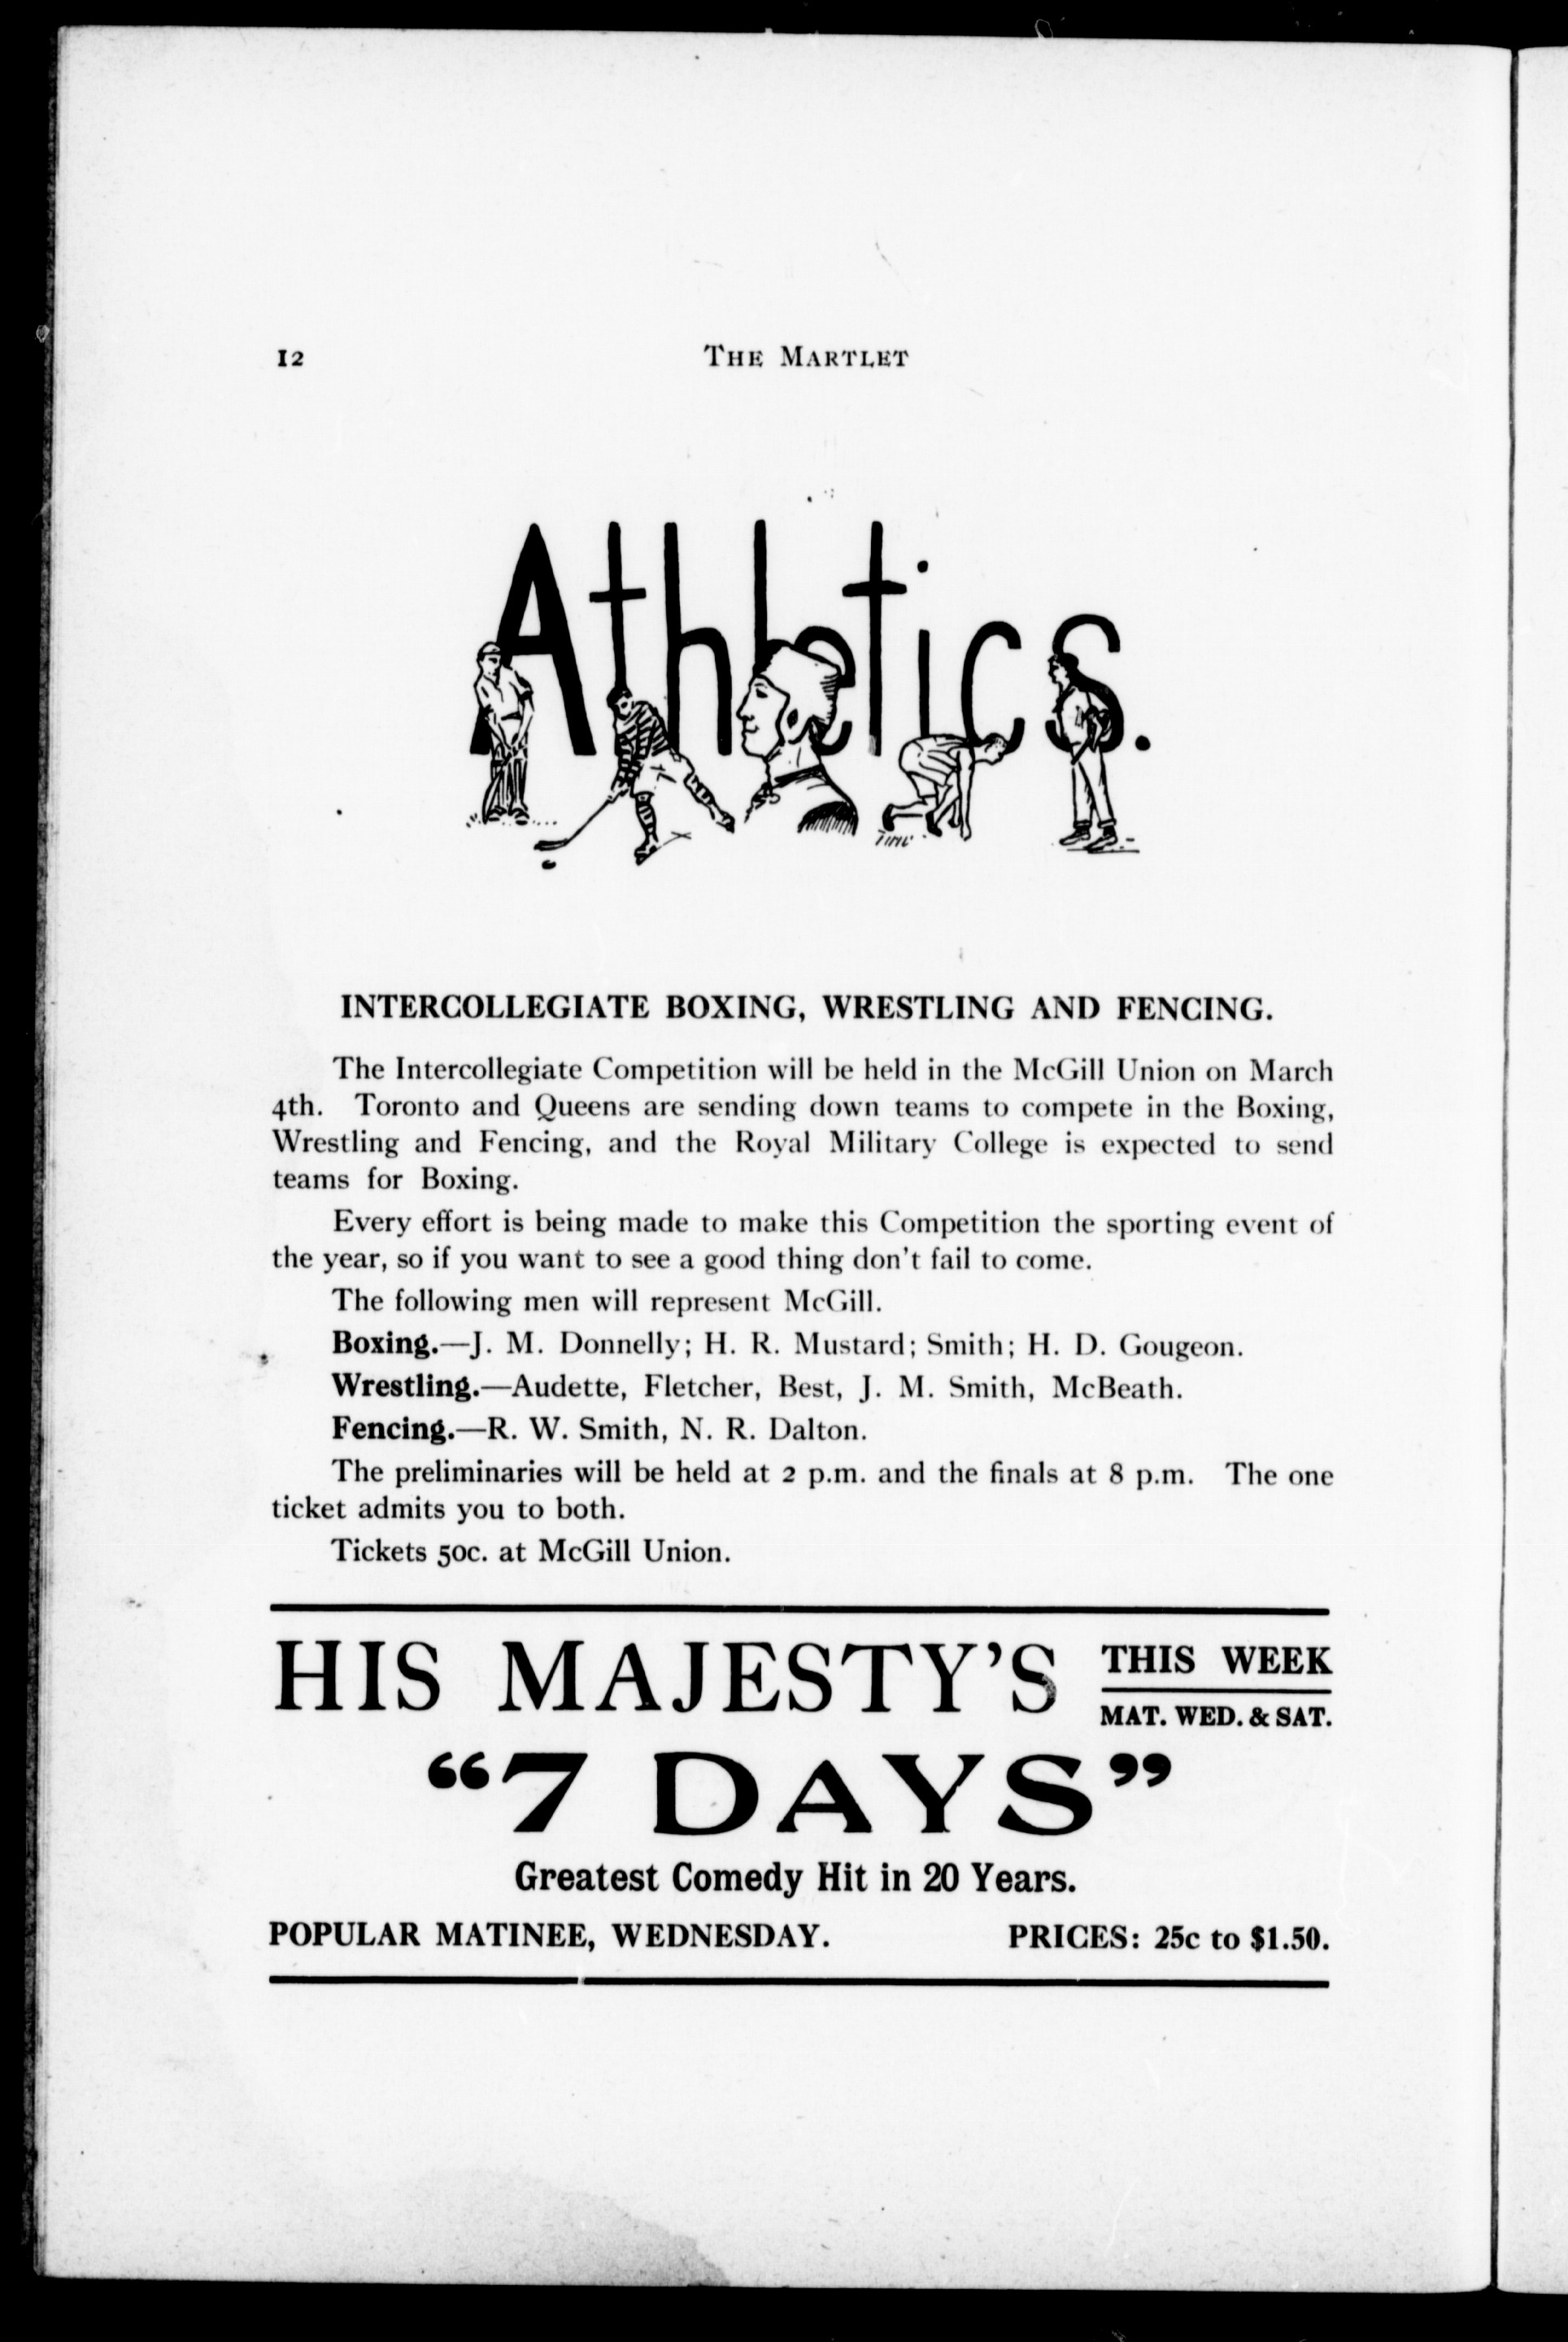 12
THE MARTLET
Athletics.
INTERCOLLEGIATE BOXING, WRESTLING AND FENCING.
The Intercollegiate Competition will be held in the McGill Union on March
4th. Toronto and Queens are sending down teams to compete in the Boxing,
Wrestling and Fencing, and the Royal Military College is expected to send
teams for Boxing.
Every effort is being made to make this Competition the sporting event of
the year, so if you want to see a good thing don't fail to come.
The following men will represent McGill.
Boxing.—J. M. Donnelly; H. R. Mustard; Smith; H. D. Gougeon.
Wrestling.—Audette, Fletcher, Best, J. M. Smith, McBeath.
Fencing.—R. W. Smith, N. R. Dalton.
The preliminaries will be held at 2 p.m. and the finals at 8 p.m. The one
ticket admits you to both.
Tickets 50c. at McGill Union.
HIS MAJESTY'S
THIS WEEK
MAT. WED. & SAT.
“7 DAYS”
Greatest Comedy Hit in 20 Years.
POPULAR MATINEE, WEDNESDAY. PRICES: 25c to $1.50.